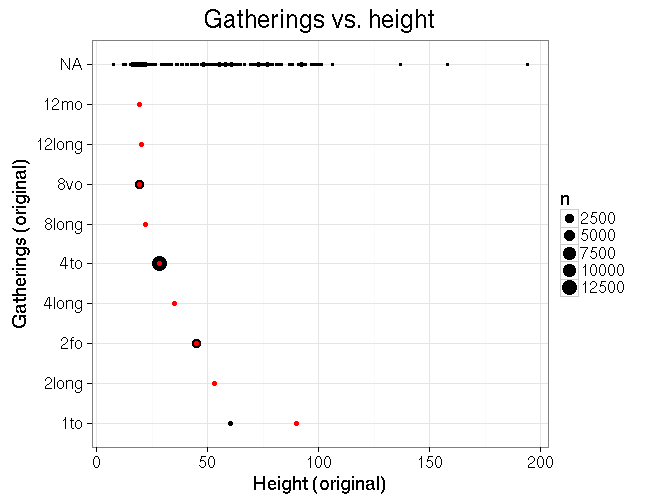 Gatherings vs. height
Gatherings (original)
NA
12mo
12long
8vo
8long
4to
4long
2fo
2long
1to
0 50 100 150 200
Height (original)
n
2500
5000
7500
10000
12500